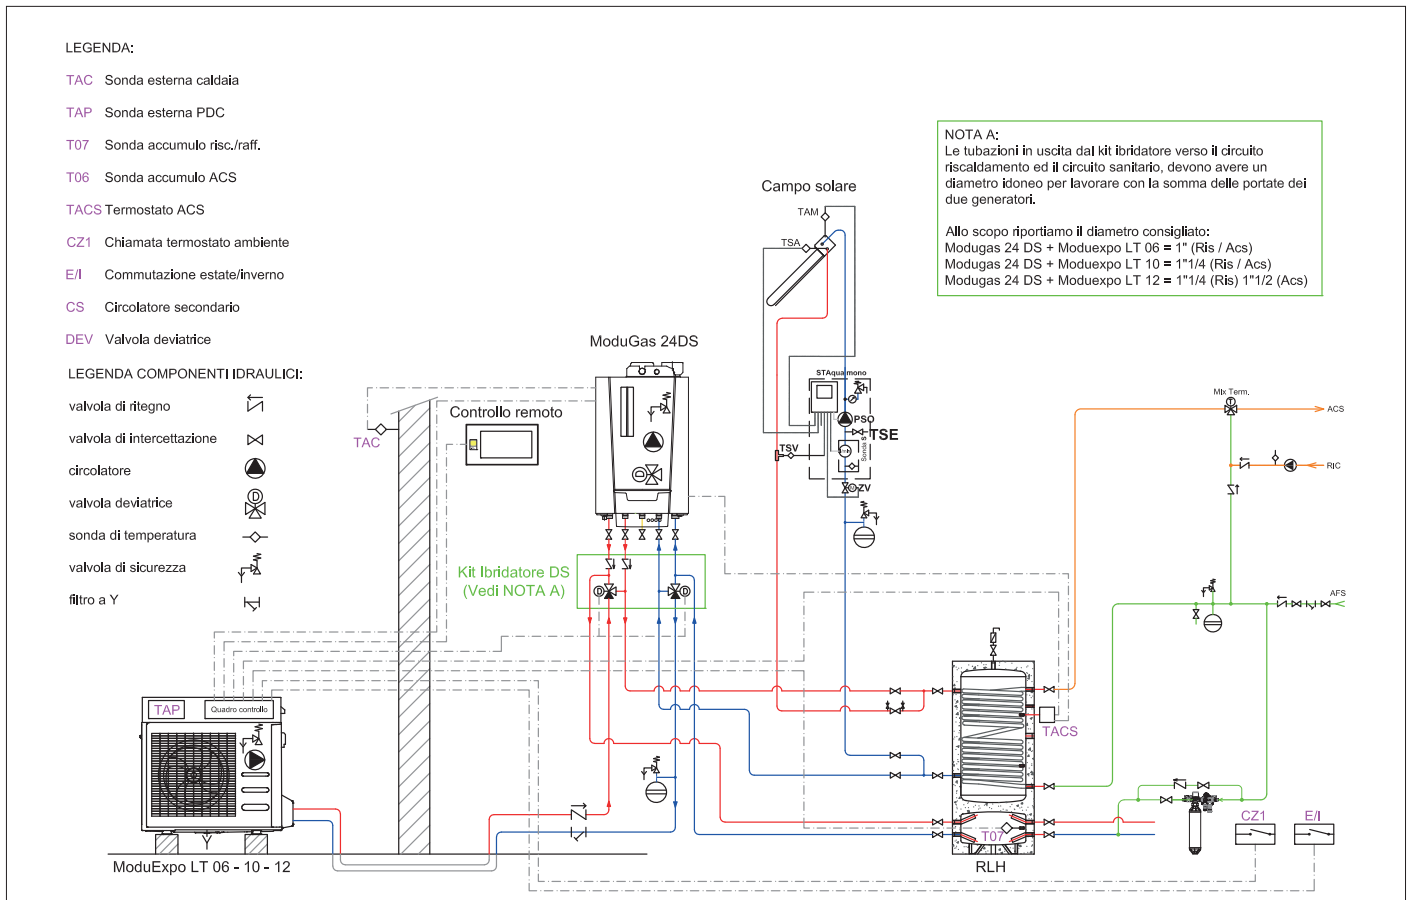 LEGENDA:
TAC Sonda esterna caldaia
TAP Sonda esterna PDC
T07 Sonda accumulo risc./raff.
T06 Sonda accumulo ACS
TACS Termostato ACS
CZ1 Chiamata termostato ambiente
E/I Commutazione estate/inverno
CS Circolatore secondario
DEV Valvola deviatrice
LEGENDA COMPONENTI IDRAULICI:
valvola di ritegno
valvola di intercettazione
circolatore
valvola deviatrice
D
sonda di temperatura
valvola di sicurezza
filtro a Y
NOTA A:
Le tubazioni in uscita dal kit ibridatore verso il circuito
riscaldamento ed il circuito sanitario, devono avere un
diametro idoneo per lavorare con la somma delle portate dei
due generatori.
Allo scopo riportiamo il diametro consigliato:
Modugas 24 DS + Moduexpo LT 06 = 1" (Ris / Acs)
Modugas 24 DS + Moduexpo LT 10 = 1"1/4 (Ris / Acs)
Modugas 24 DS + Moduexpo LT 12 = 1"1/4 (Ris) 1"1/2 (Acs)
Campo solare
TAM
TSA
ModuGas 24DS
D
Controllo remoto
TAC
STAqua mono
PSO
TSE
Sonda S
TSV
ZV
Mix Term.
T
ACS
RIC
AFS
Kit Ibridatore DS
(Vedi NOTA A)
D
D
TAP
Quadro controllo
TACS
T07
CZ1
E/I
RLH
ModuExpo LT 06 - 10 - 12